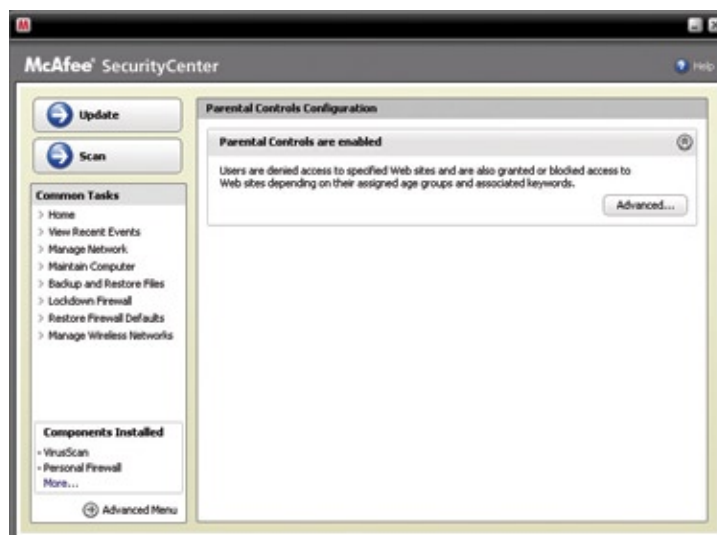 McAfee® SecurityCenter
Help
Update
Scan
Common Tasks
> Home
> View Recent Events
> Manage Network
> Maintain Computer
> Backup and Restore Files
> Lockdown Firewall
> Restore Firewall Defaults
> Manage Wireless Networks
Components Installed
- VirusScan
- Personal Firewall
More...
Advanced Menu
Parental Controls Configuration
Parental Controls are enabled
Users are denied access to specified Web sites and are also granted or blocked access to
Web sites depending on their assigned age groups and associated keywords.
Advanced...